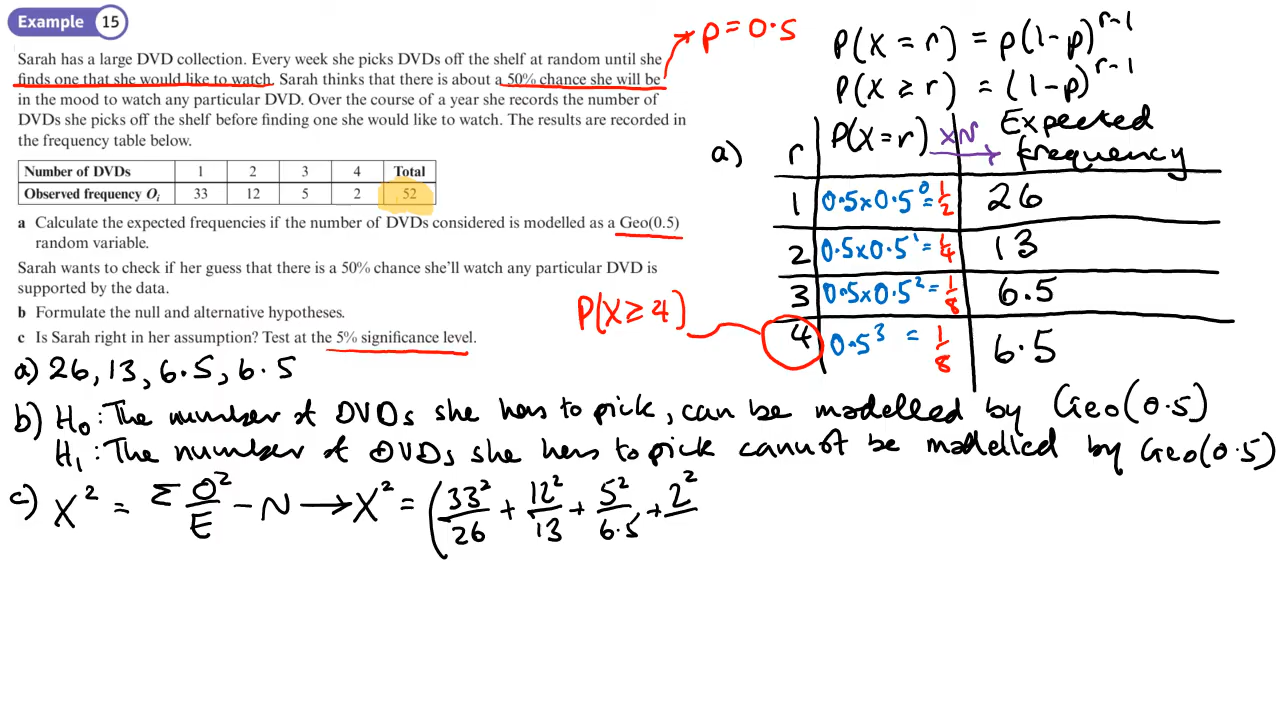 Example 15
Sarah has a large DVD collection. Every week she picks DVDs off the shelf at random until she
finds one that she would like to watch. Sarah thinks that there is about a 50% chance she will be
in the mood to watch any particular DVD. Over the course of a year she records the number of
DVDs she picks off the shelf before finding one she would like to watch. The results are recorded in
the frequency table below.
Number of DVDs 1 2 3 4 Total
Observed frequency Oᵢ 33 12 5 2 52
a Calculate the expected frequencies if the number of DVDs considered is modelled as a Geo(0.5)
random variable.
Sarah wants to check if her guess that there is a 50% chance she'll watch any particular DVD is
supported by the data.
b Formulate the null and alternative hypotheses.
c Is Sarah right in her assumption? Test at the 5% significance level.
p = 0.5
P(X = r) = p(1-p)^{r-1}
P(X ≥ r) = (1-p)^{r-1}
a) r P(X = r) ×N Expected
frequency
1 0.5×0.5⁰ = 1/2 26
2 0.5×0.5¹ = 1/4 13
3 0.5×0.5² = 1/8 6.5
P(X ≥ 4) 4 0.5³ = 1/8 6.5
a) 26, 13, 6.5, 6.5
b) H₀: The number of DVDs she has to pick, can be modelled by Geo(0.5)
H₁: The number of DVDs she has to pick cannot be modelled by Geo(0.5)
c) X² = Σ O²/E - N → X² = (33²/26 + 12²/13 + 5²/6.5 + 2²/